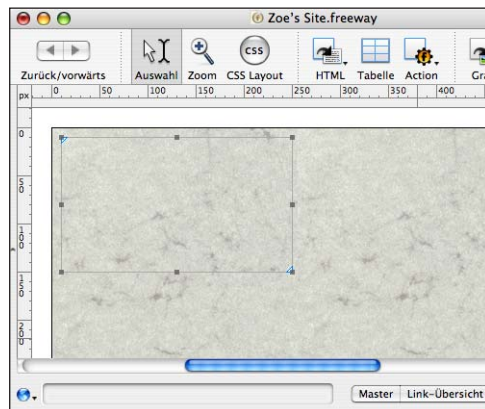 Zoe's Site.freeway
Zurück/vorwärts Auswahl Zoom CSS Layout HTML Tabelle Action Gra
css
px 0 50 100 150 200 250 300 350 400
0
50
100
150
200
Master Link-Übersicht